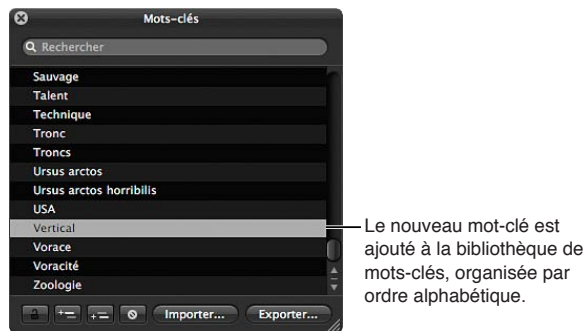 Mots-clés
Rechercher
Sauvage
Talent
Technique
Tronc
Troncs
Ursus arctos
Ursus arctos horribilis
USA
Vertical
Vorace
Voracité
Zoologie
Importer... Exporter...
Le nouveau mot-clé est
ajouté à la bibliothèque de
mots-clés, organisée par
ordre alphabétique.